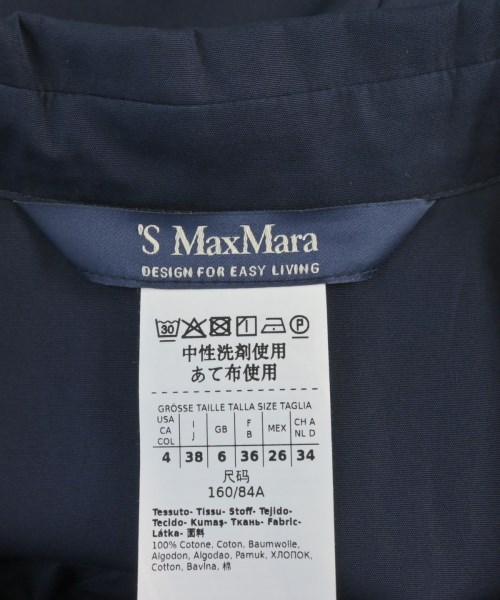 'S MaxMara
DESIGN FOR EASY LIVING
30 P
中性洗剤使用
あて布使用
GRÖSSE TAILLE TALLA SIZE TAGLIA
USA CA COL I J GB F B MEX CH A NL D
4 38 6 36 26 34
尺码
160/84A
Tessuto- Tissu- Stoff- Tejido-
Tecido- Kumaş- Ткань- Fabric-
Látka- 面料
100% Cotone, Coton, Baumwolle,
Algodon, Algodao, Pamuk, ХЛОПОК,
Cotton, Bavlna, 棉